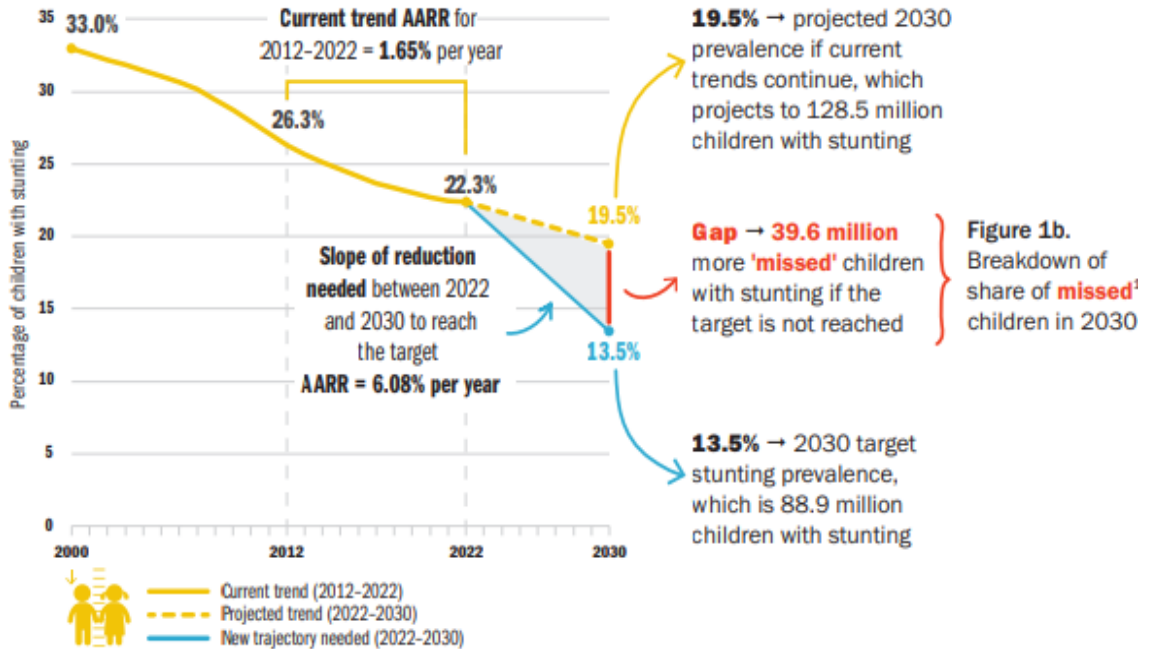 Percentage of children with stunting
35
30
25
20
15
10
5
0
2000
2012
2022
2030
33.0%
Current trend AARR for
2012–2022 = 1.65% per year
26.3%
22.3%
19.5%
13.5%
Slope of reduction
needed between 2022
and 2030 to reach
the target
AARR = 6.08% per year
19.5% → projected 2030
prevalence if current
trends continue, which
projects to 128.5 million
children with stunting
Gap → 39.6 million
more 'missed' children
with stunting if the
target is not reached
Figure 1b.
Breakdown of
share of missed¹
children in 2030
13.5% → 2030 target
stunting prevalence,
which is 88.9 million
children with stunting
Current trend (2012–2022)
Projected trend (2022–2030)
New trajectory needed (2022–2030)